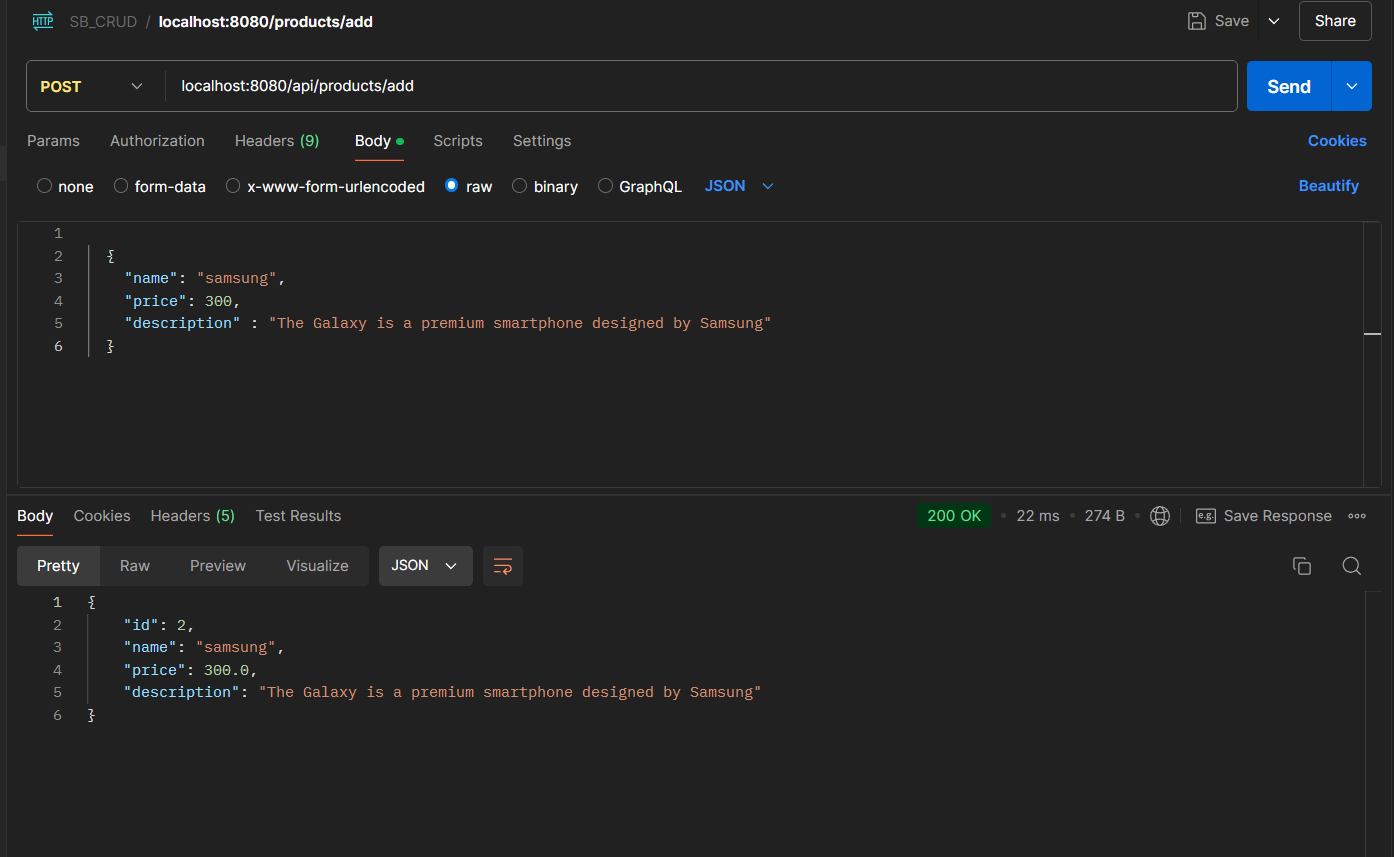 HTTP SB_CRUD / localhost:8080/products/add Save Share
POST localhost:8080/api/products/add Send
Params Authorization Headers (9) Body Scripts Settings Cookies
none form-data x-www-form-urlencoded raw binary GraphQL JSON Beautify
1
2 {
3 "name": "samsung",
4 "price": 300,
5 "description" : "The Galaxy is a premium smartphone designed by Samsung"
6 }
Body Cookies Headers (5) Test Results 200 OK • 22 ms • 274 B • e.g. Save Response
Pretty Raw Preview Visualize JSON
1 {
2 "id": 2,
3 "name": "samsung",
4 "price": 300.0,
5 "description": "The Galaxy is a premium smartphone designed by Samsung"
6 }